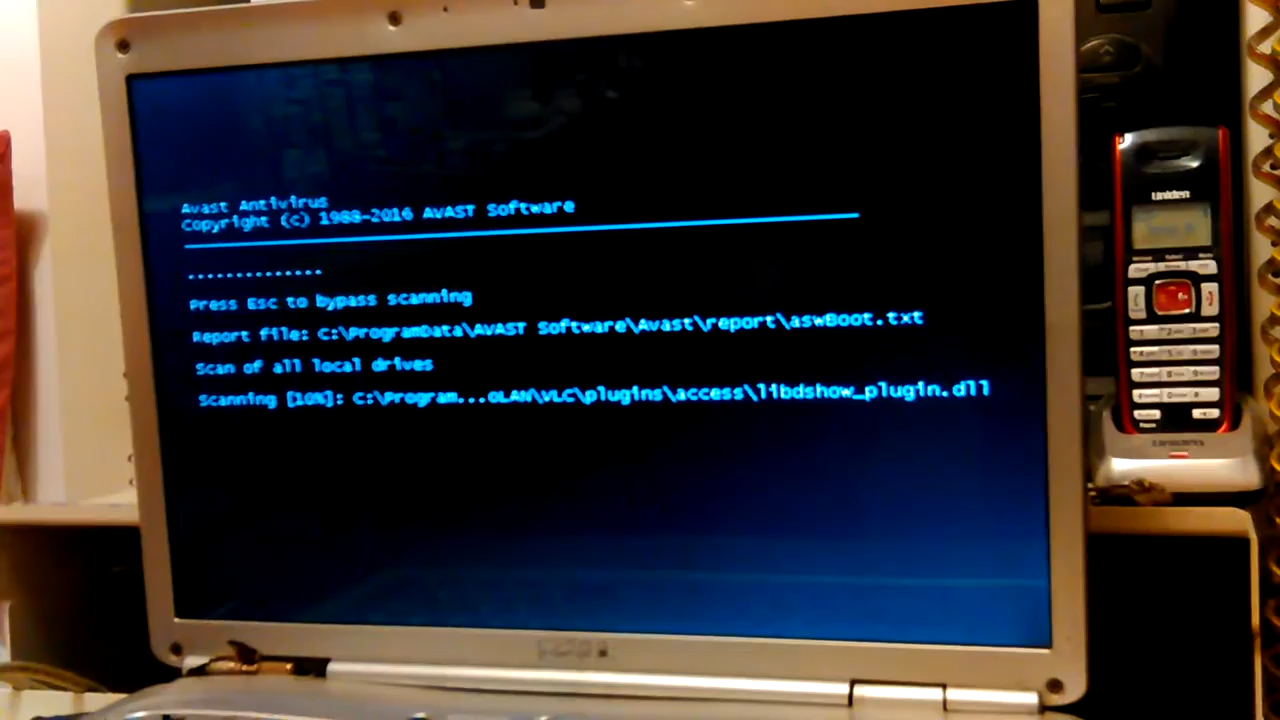 Avast Antivirus
Copyright (c) 1988-2016 AVAST Software
..............
Press Esc to bypass scanning
Report file: C:\ProgramData\AVAST Software\Avast\report\aswBoot.txt
Scan of all local drives
Scanning [10%]: C:\Program...OLAN\VLC\plugins\access\libdshow_plugin.dll
Uniden